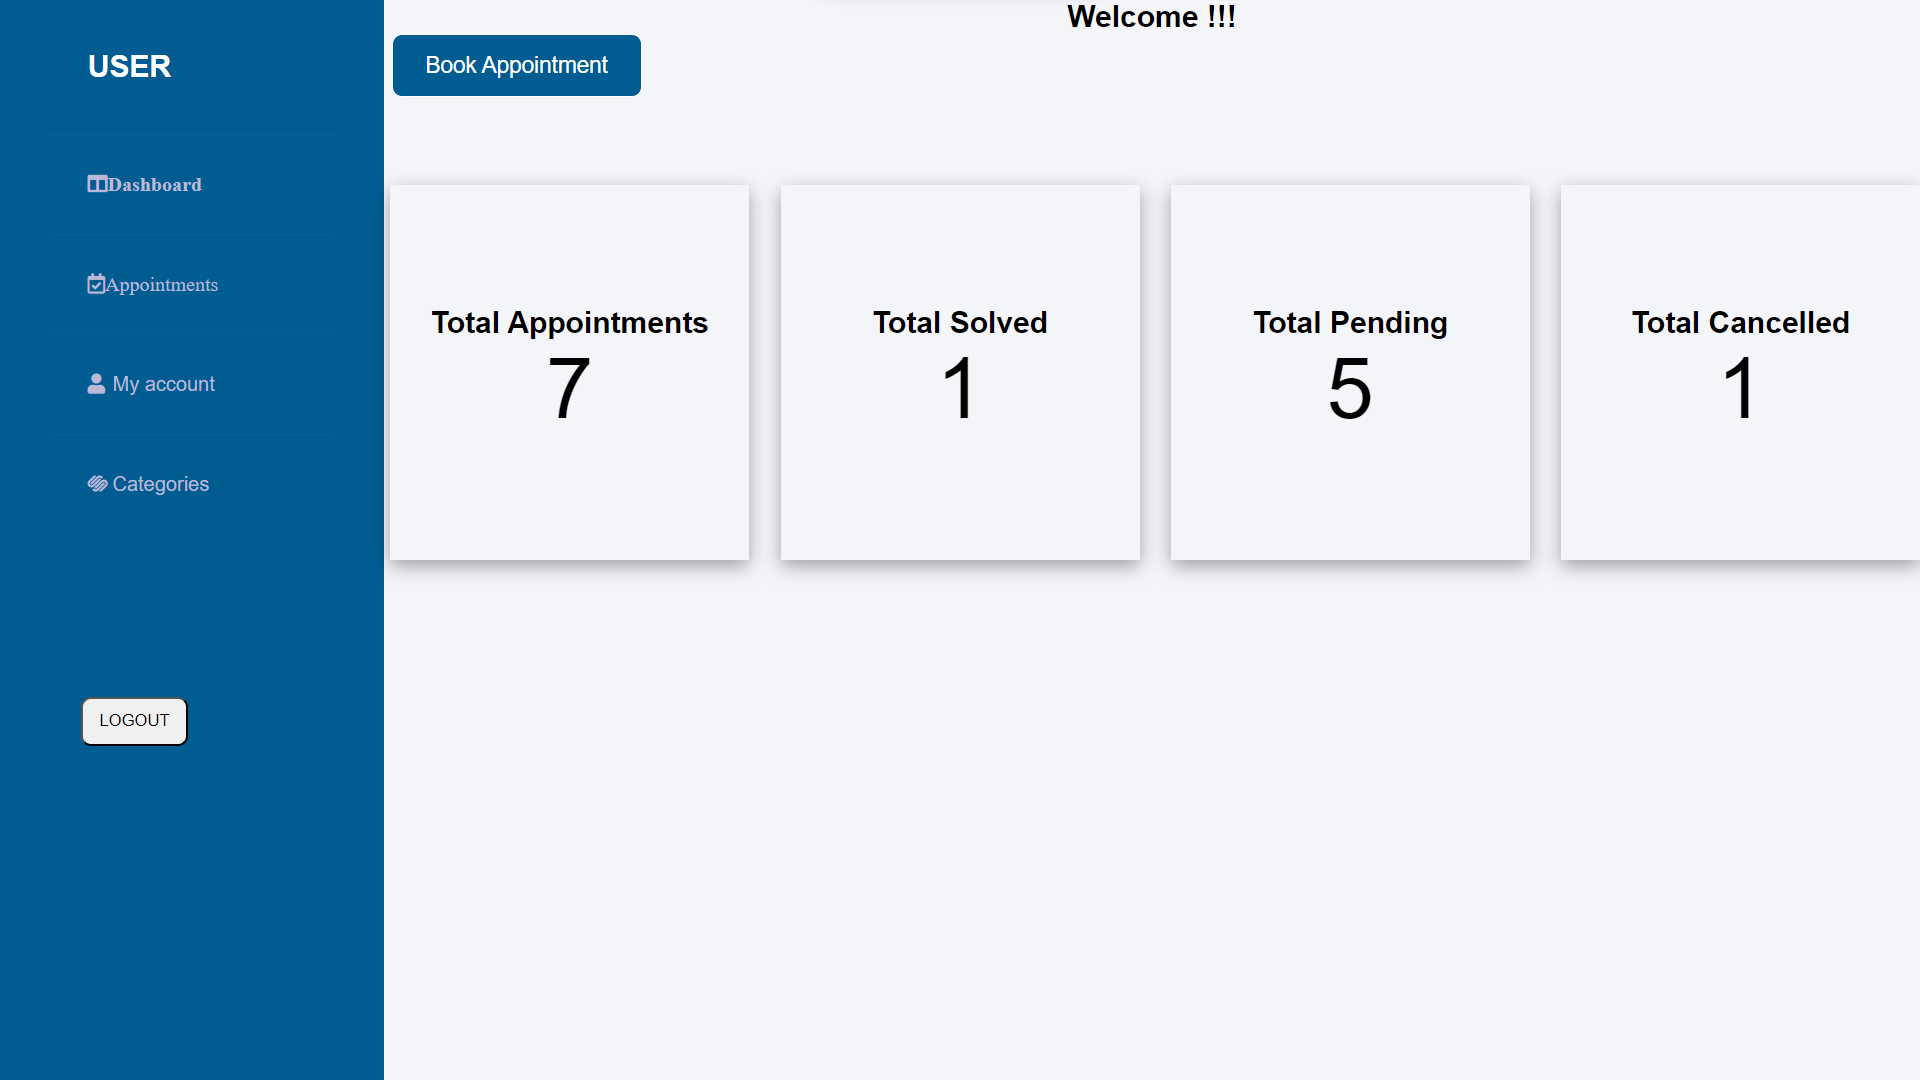 USER
Dashboard
Appointments
My account
Categories
LOGOUT
Welcome !!!
Book Appointment
Total Appointments
7
Total Solved
1
Total Pending
5
Total Cancelled
1